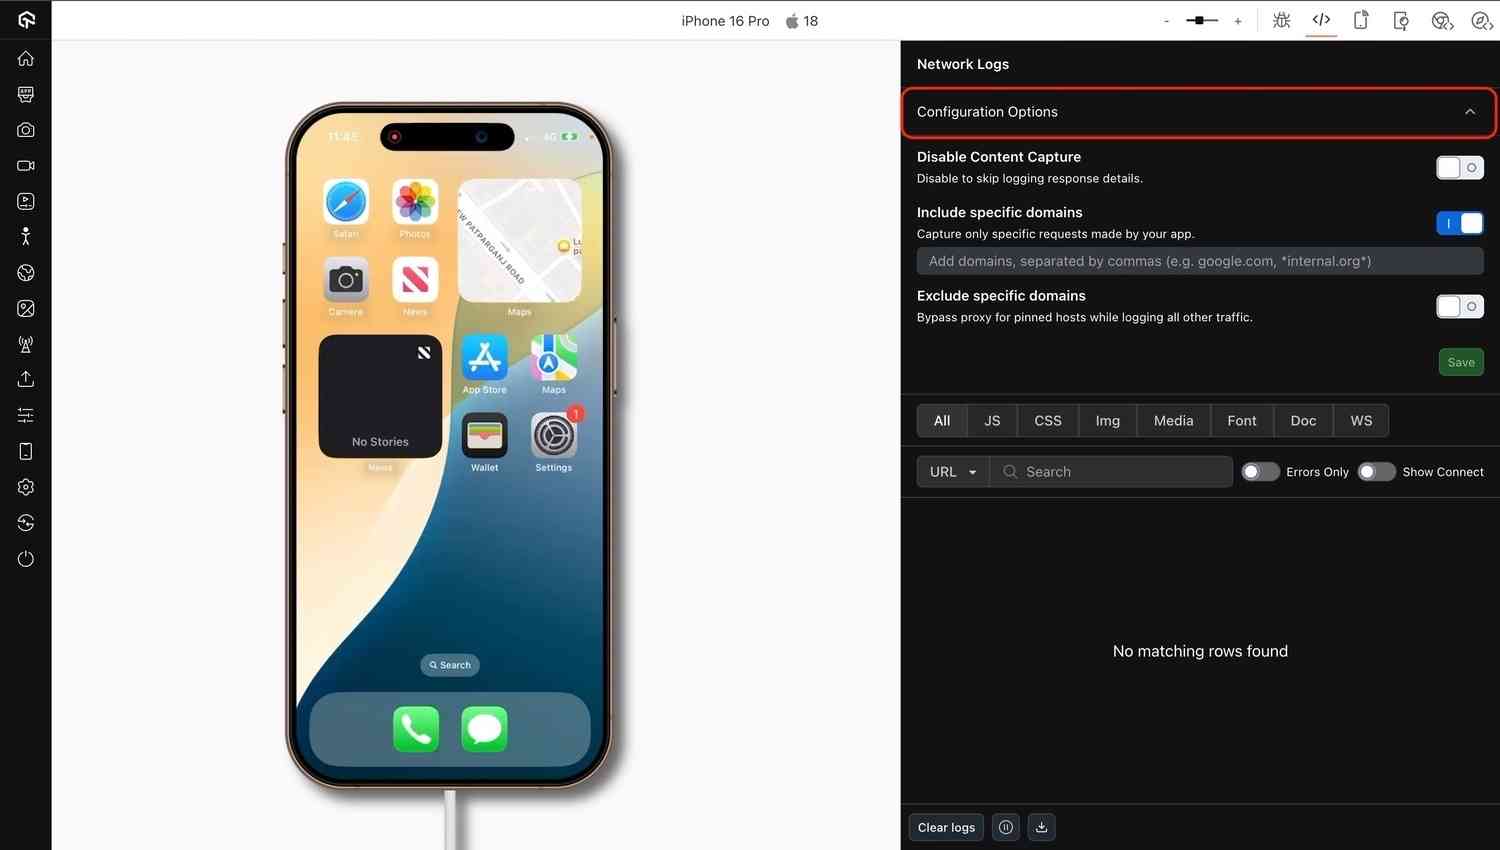 iPhone 16 Pro 18
- +
APP
Network Logs
Configuration Options
Disable Content Capture
Disable to skip logging response details.
Include specific domains
Capture only specific requests made by your app.
Add domains, separated by commas (e.g. google.com, *internal.org*)
Exclude specific domains
Bypass proxy for pinned hosts while logging all other traffic.
Save
All JS CSS Img Media Font Doc WS
URL Search Errors Only Show Connect
No matching rows found
Clear logs
11:45 4G
Safari Photos
PATPARGANJ ROAD
Camera News Maps
No Stories
News
App Store Maps
1
Wallet Settings
Search